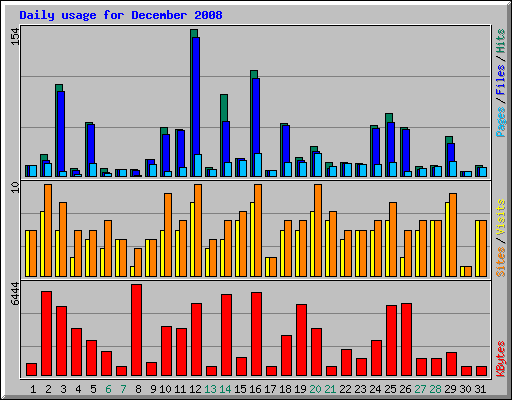 Daily usage for December 2008
154
Pages/Files/Hits
10
Sites/Visits
6444
KBytes
1 2 3 4 5 6 7 8 9 10 11 12 13 14 15 16 17 18 19 20 21 22 23 24 25 26 27 28 29 30 31